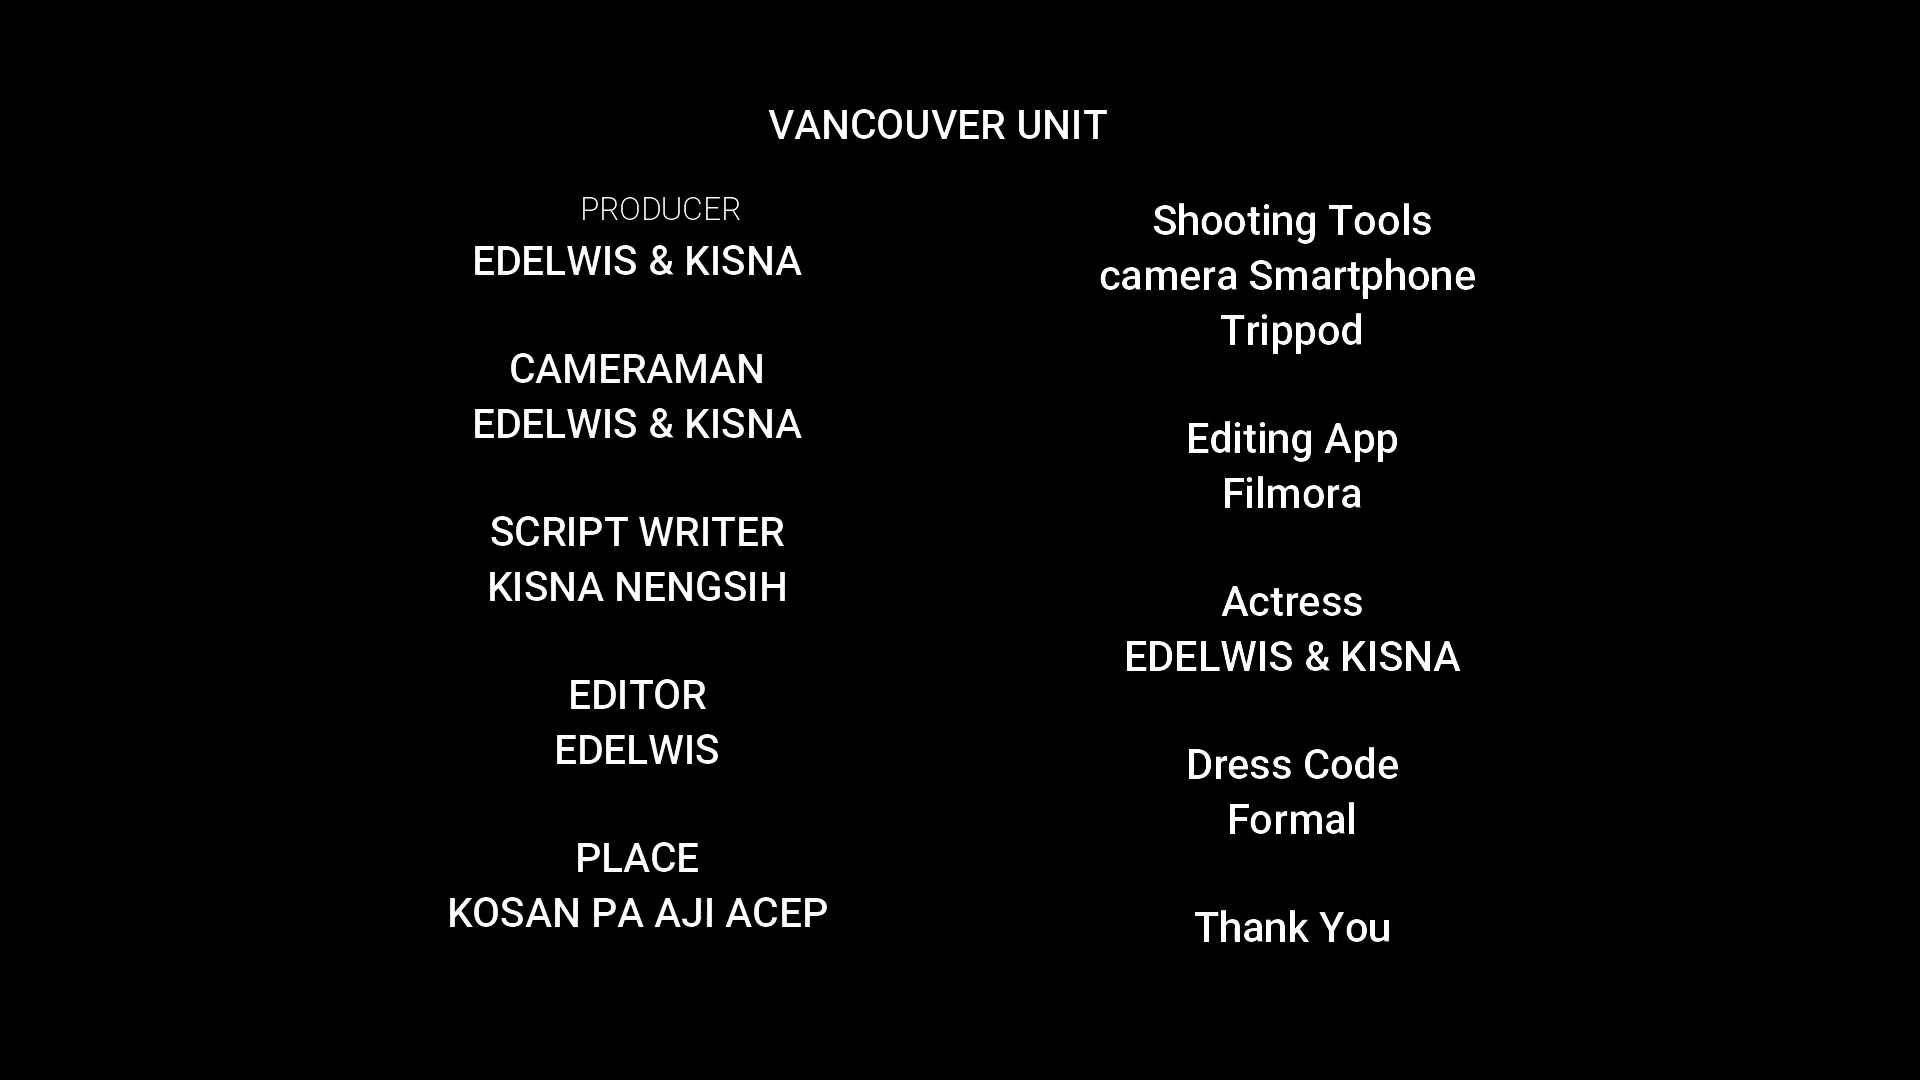 VANCOUVER UNIT
PRODUCER
EDELWIS & KISNA
CAMERAMAN
EDELWIS & KISNA
SCRIPT WRITER
KISNA NENGSIH
EDITOR
EDELWIS
PLACE
KOSAN PA AJI ACEP
Shooting Tools
camera Smartphone
Trippod
Editing App
Filmora
Actress
EDELWIS & KISNA
Dress Code
Formal
Thank You